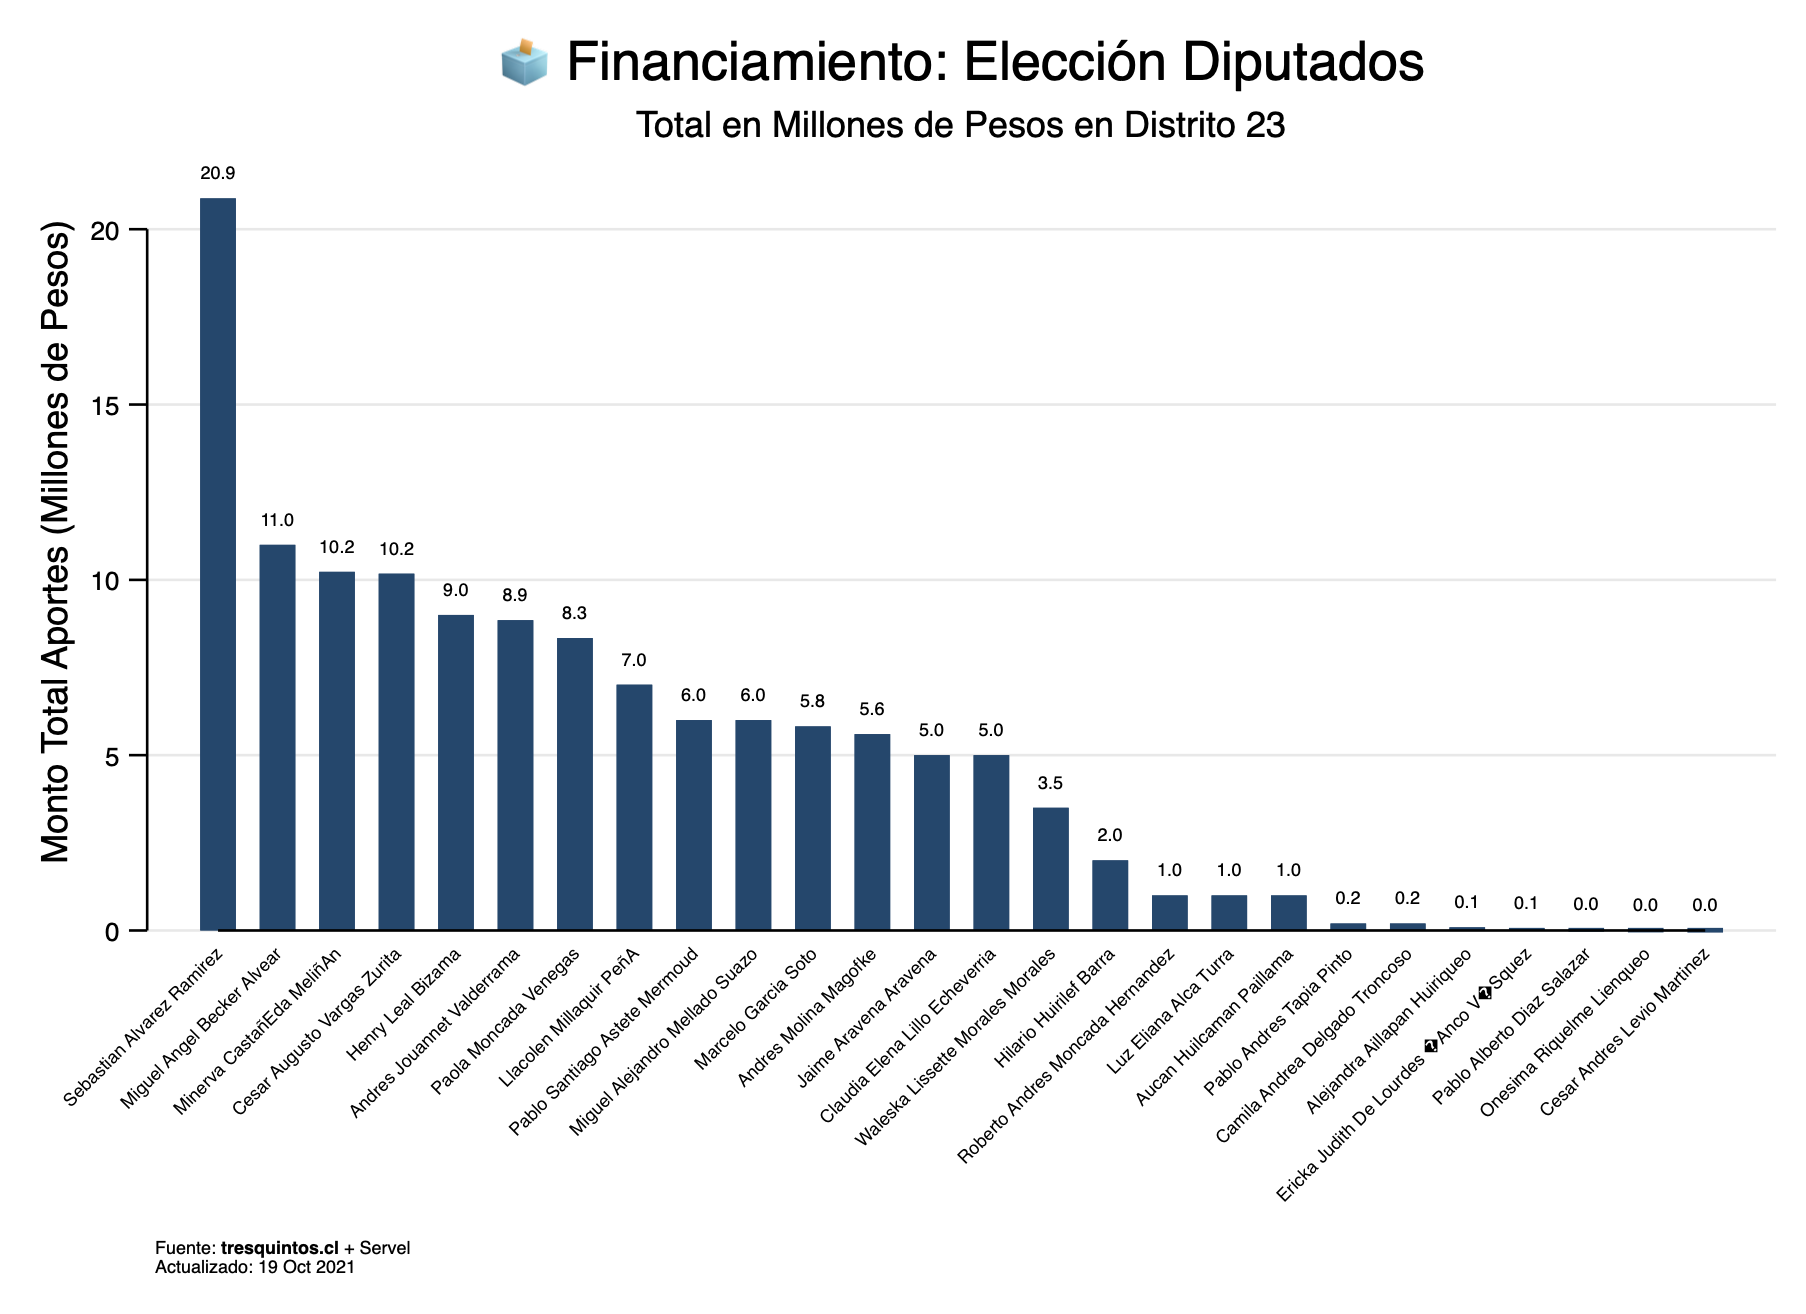 Financiamiento: Elección Diputados
Total en Millones de Pesos en Distrito 23
Monto Total Aportes (Millones de Pesos)
20
15
10
5
0
20.9
11.0
10.2
10.2
9.0
8.9
8.3
7.0
6.0
6.0
5.8
5.6
5.0
5.0
3.5
2.0
1.0
1.0
1.0
0.2
0.2
0.1
0.1
0.0
0.0
0.0
Sebastian Alvarez Ramirez
Miguel Angel Becker Alvear
Minerva CastañEda MeliñAn
Cesar Augusto Vargas Zurita
Henry Leal Bizama
Andres Jouannet Valderrama
Paola Moncada Venegas
Llacolen Millaquir PeñA
Pablo Santiago Astete Mermoud
Miguel Alejandro Mellado Suazo
Marcelo Garcia Soto
Andres Molina Magofke
Jaime Aravena Aravena
Claudia Elena Lillo Echeverria
Waleska Lissette Morales Morales
Hilario Huirilef Barra
Roberto Andres Moncada Hernandez
Luz Eliana Alca Turra
Aucan Huilcaman Paillama
Pablo Andres Tapia Pinto
Camila Andrea Delgado Troncoso
Alejandra Aillapan Huiriqueo
Ericka Judith De Lourdes �Anco V�Squez
Pablo Alberto Diaz Salazar
Onesima Riquelme Lienqueo
Cesar Andres Levio Martinez
Fuente: tresquintos.cl + Servel
Actualizado: 19 Oct 2021